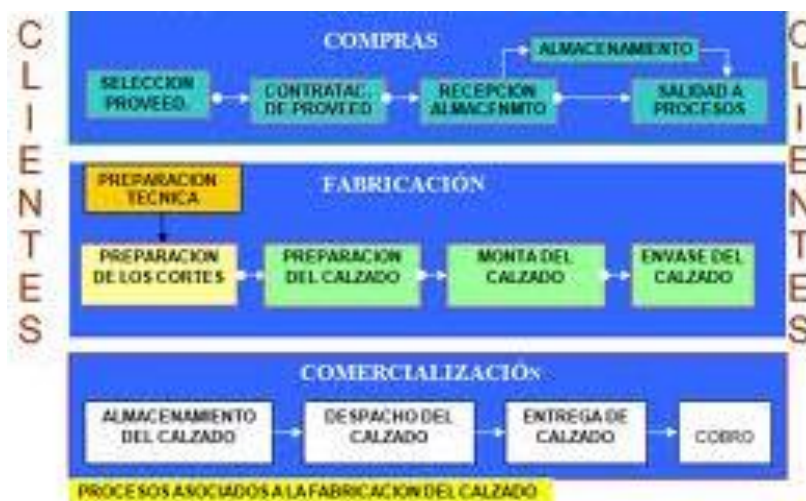 CLIENTES
COMPRAS
ALMACENAMIENTO
SELECCION
PROVEED.
CONTRATAC.
DE PROVEED
RECEPCION
ALMACENMTO
SALIDAD A
PROCESOS
FABRICACIÓN
PREPARACION
TECNICA
PREPARACION
DE LOS CORTES
PREPARACION
DEL CALZADO
MONTA DEL
CALZADO
ENVASE DEL
CALZADO
COMERCIALIZACIÓN
ALMACENAMIENTO
DEL CALZADO
DESPACHO DEL
CALZADO
ENTREGA DE
CALZADO
COBRO
PROCESOS ASOCIADOS A LA FABRICACION DEL CALZADO
CLIENTES